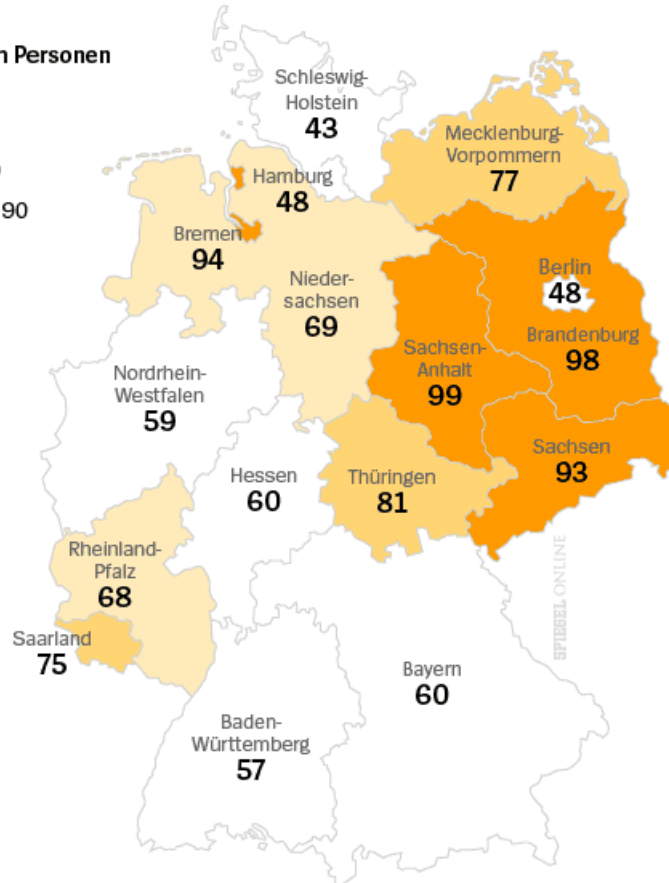 n Personen
90
Schleswig-
Holstein
43
Mecklenburg-
Vorpommern
77
Hamburg
48
Bremen
94
Nieder-
sachsen
69
Berlin
48
Brandenburg
98
Sachsen-
Anhalt
99
Nordrhein-
Westfalen
59
Sachsen
93
Hessen
60
Thüringen
81
Rheinland-
Pfalz
68
Saarland
75
SPIEGEL ONLINE
Bayern
60
Baden-
Württemberg
57